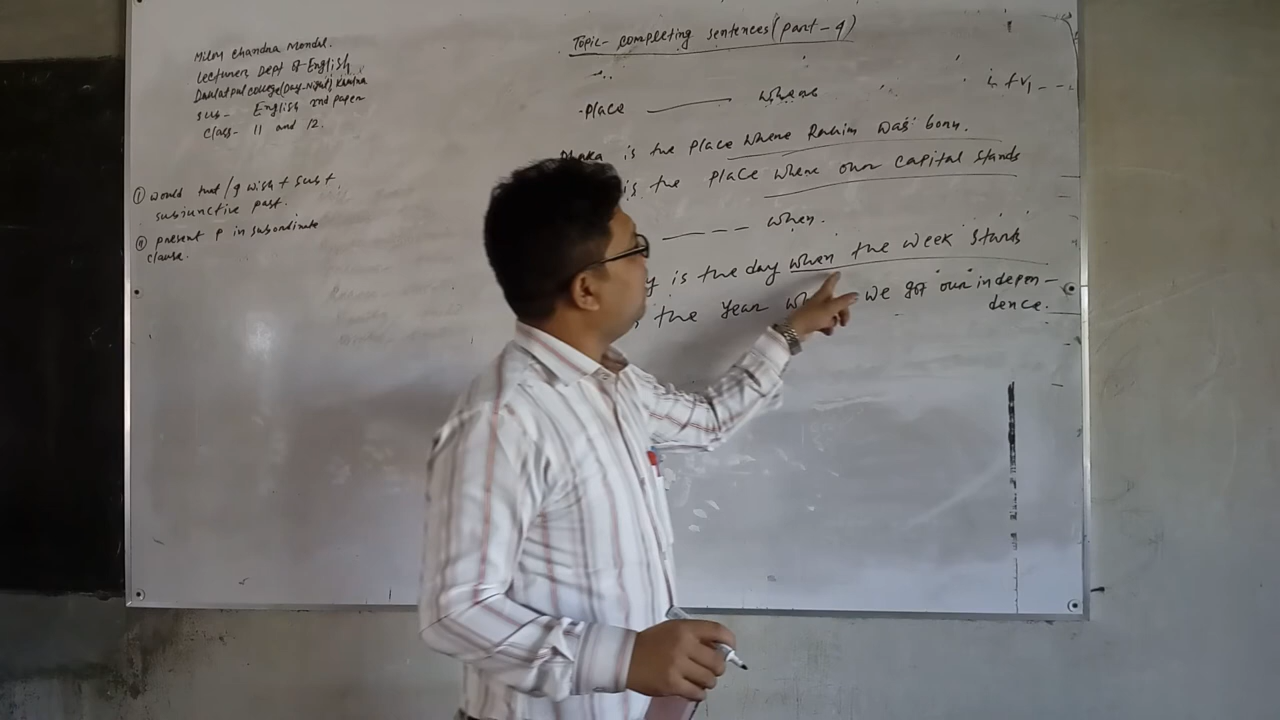 Milon Chandra Mondal.
Lecturer, Dept of English,
Daulatpur college (Day-Night) Khulna
sub- English 2nd paper
class- 11 and 12.
① would that / I wish + sub +
subjunctive past.
② present p in subordinate
clause.
Topic- completing sentences (part-4)
place ______ where
Dhaka is the place where Rahim was born.
is the place where our capital stands
_ _ _ _ when.
is the day when the week starts
the year we got our indepen-
dence.